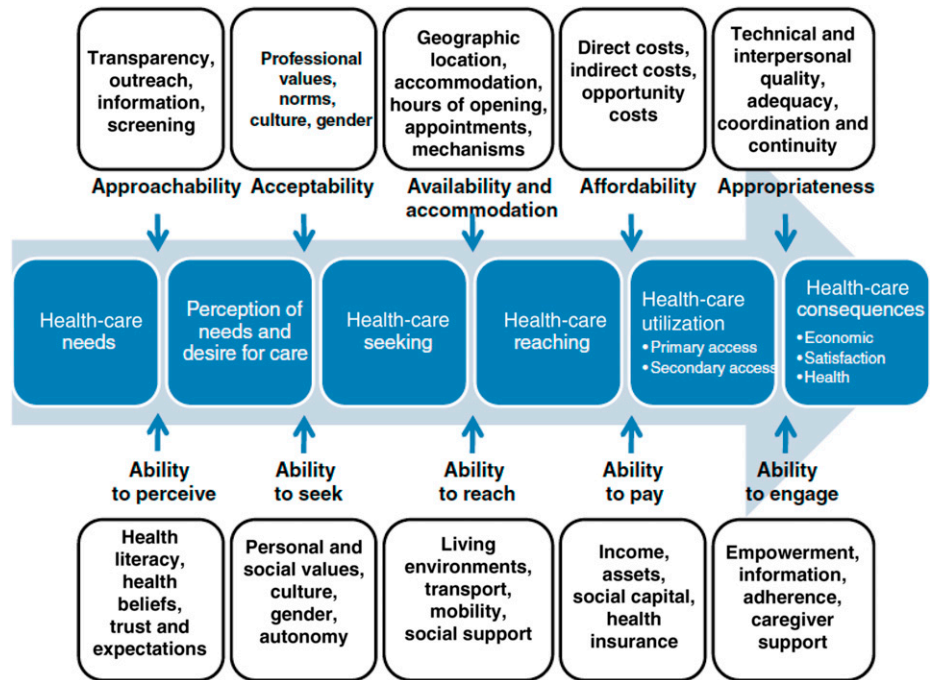 Transparency,
outreach,
information,
screening
Professional
values,
norms,
culture, gender
Geographic
location,
accommodation,
hours of opening,
appointments,
mechanisms
Direct costs,
indirect costs,
opportunity
costs
Technical and
interpersonal
quality,
adequacy,
coordination and
continuity
Approachability
Acceptability
Availability and
accommodation
Affordability
Appropriateness
Health-care
needs
Perception of
needs and
desire for care
Health-care
seeking
Health-care
reaching
Health-care
utilization
•Primary access
•Secondary access
Health-care
consequences
•Economic
•Satisfaction
•Health
Ability
to perceive
Ability
to seek
Ability
to reach
Ability
to pay
Ability
to engage
Health
literacy,
health
beliefs,
trust and
expectations
Personal and
social values,
culture,
gender,
autonomy
Living
environments,
transport,
mobility,
social support
Income,
assets,
social capital,
health
insurance
Empowerment,
information,
adherence,
caregiver
support